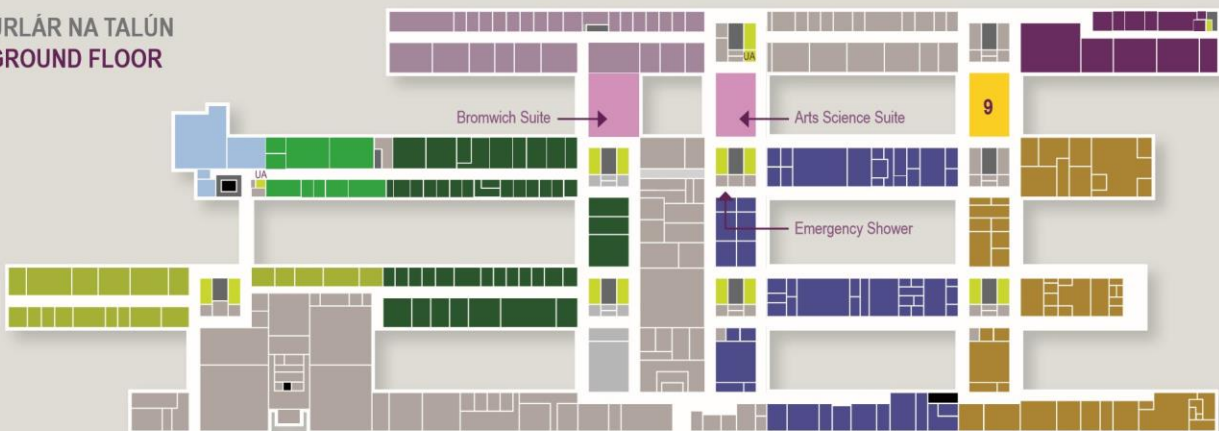 URLÁR NA TALÚN
GROUND FLOOR
UA
Bromwich Suite
Arts Science Suite
9
UA
Emergency Shower